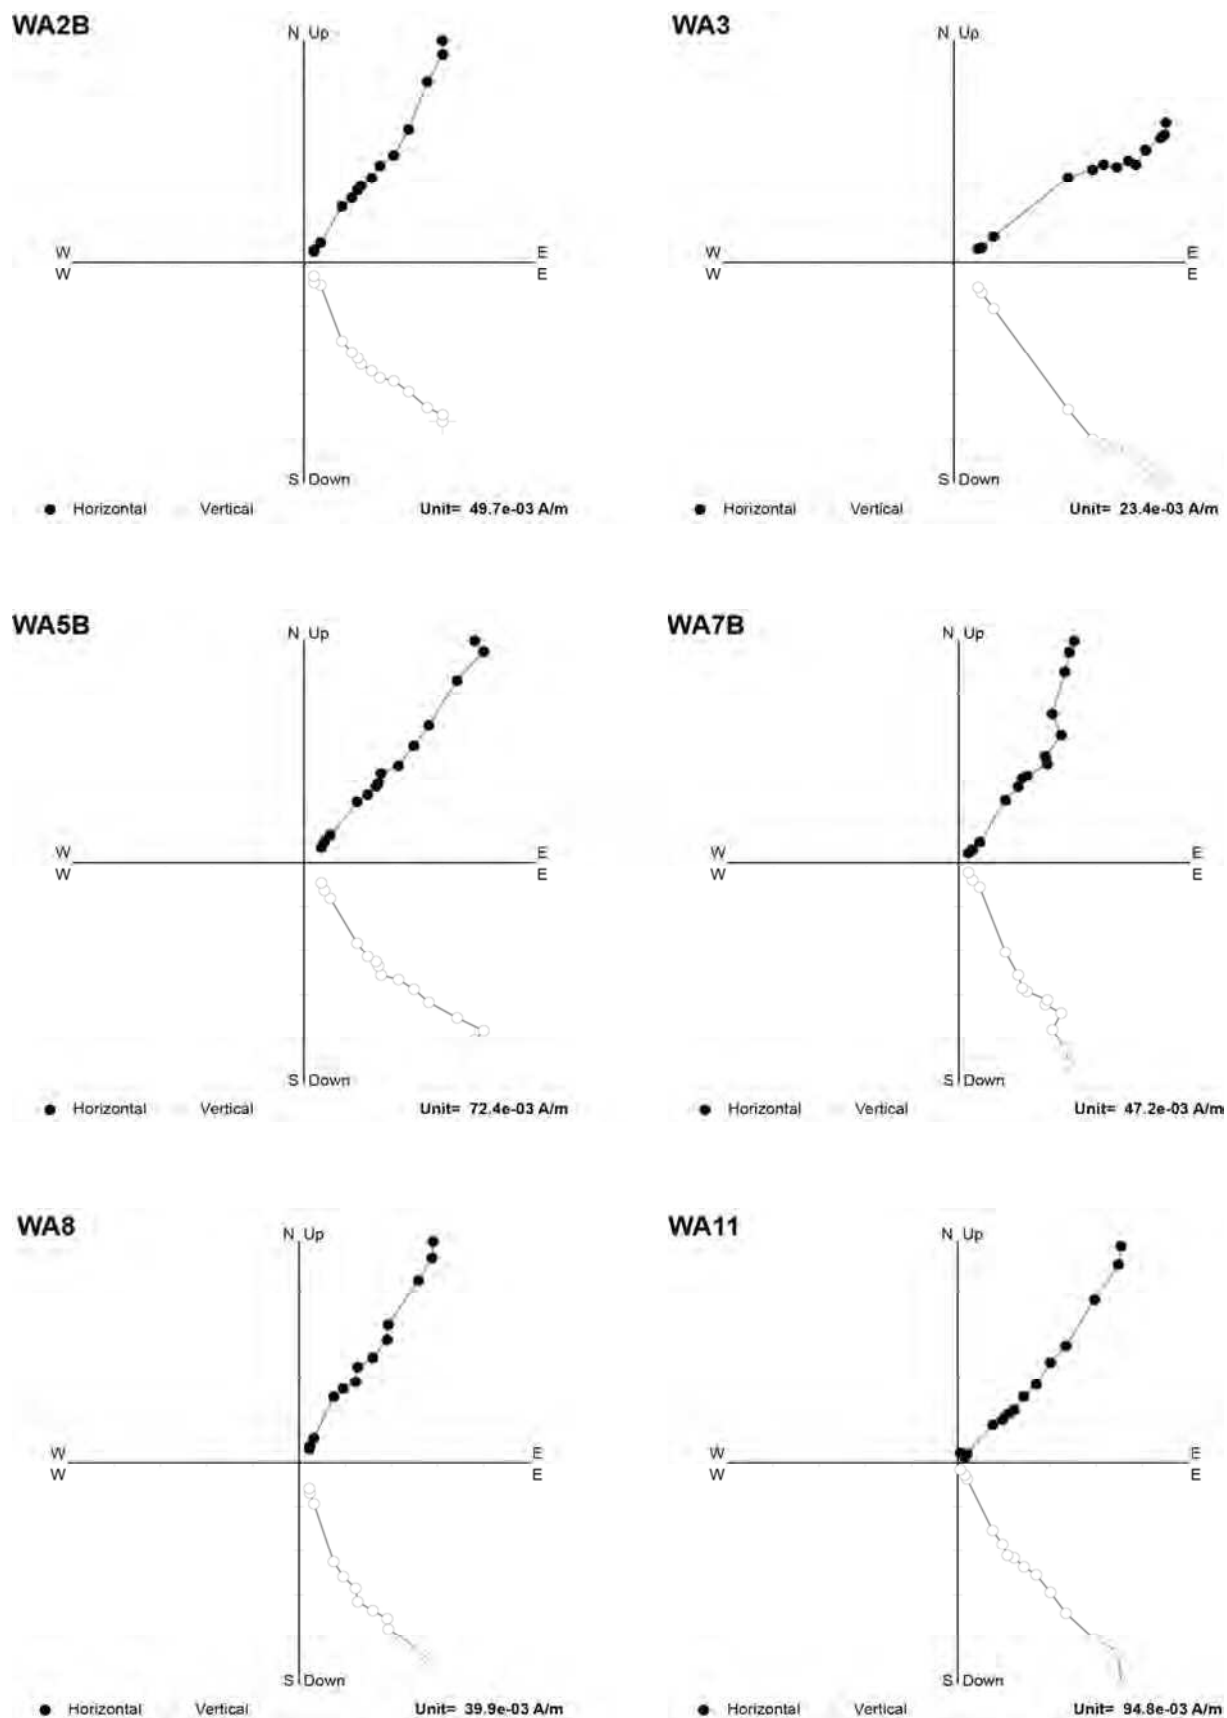 WA2B
N Up
W E
W E
S Down
Horizontal Vertical Unit= 49.7e-03 A/m
WA3
N Up
W E
W E
S Down
Horizontal Vertical Unit= 23.4e-03 A/m
WA5B
N Up
W E
W E
S Down
Horizontal Vertical Unit= 72.4e-03 A/m
WA7B
N Up
W E
W E
S Down
Horizontal Vertical Unit= 47.2e-03 A/m
WA8
N Up
W E
W E
S Down
Horizontal Vertical Unit= 39.9e-03 A/m
WA11
N Up
W E
W E
S Down
Horizontal Vertical Unit= 94.8e-03 A/m